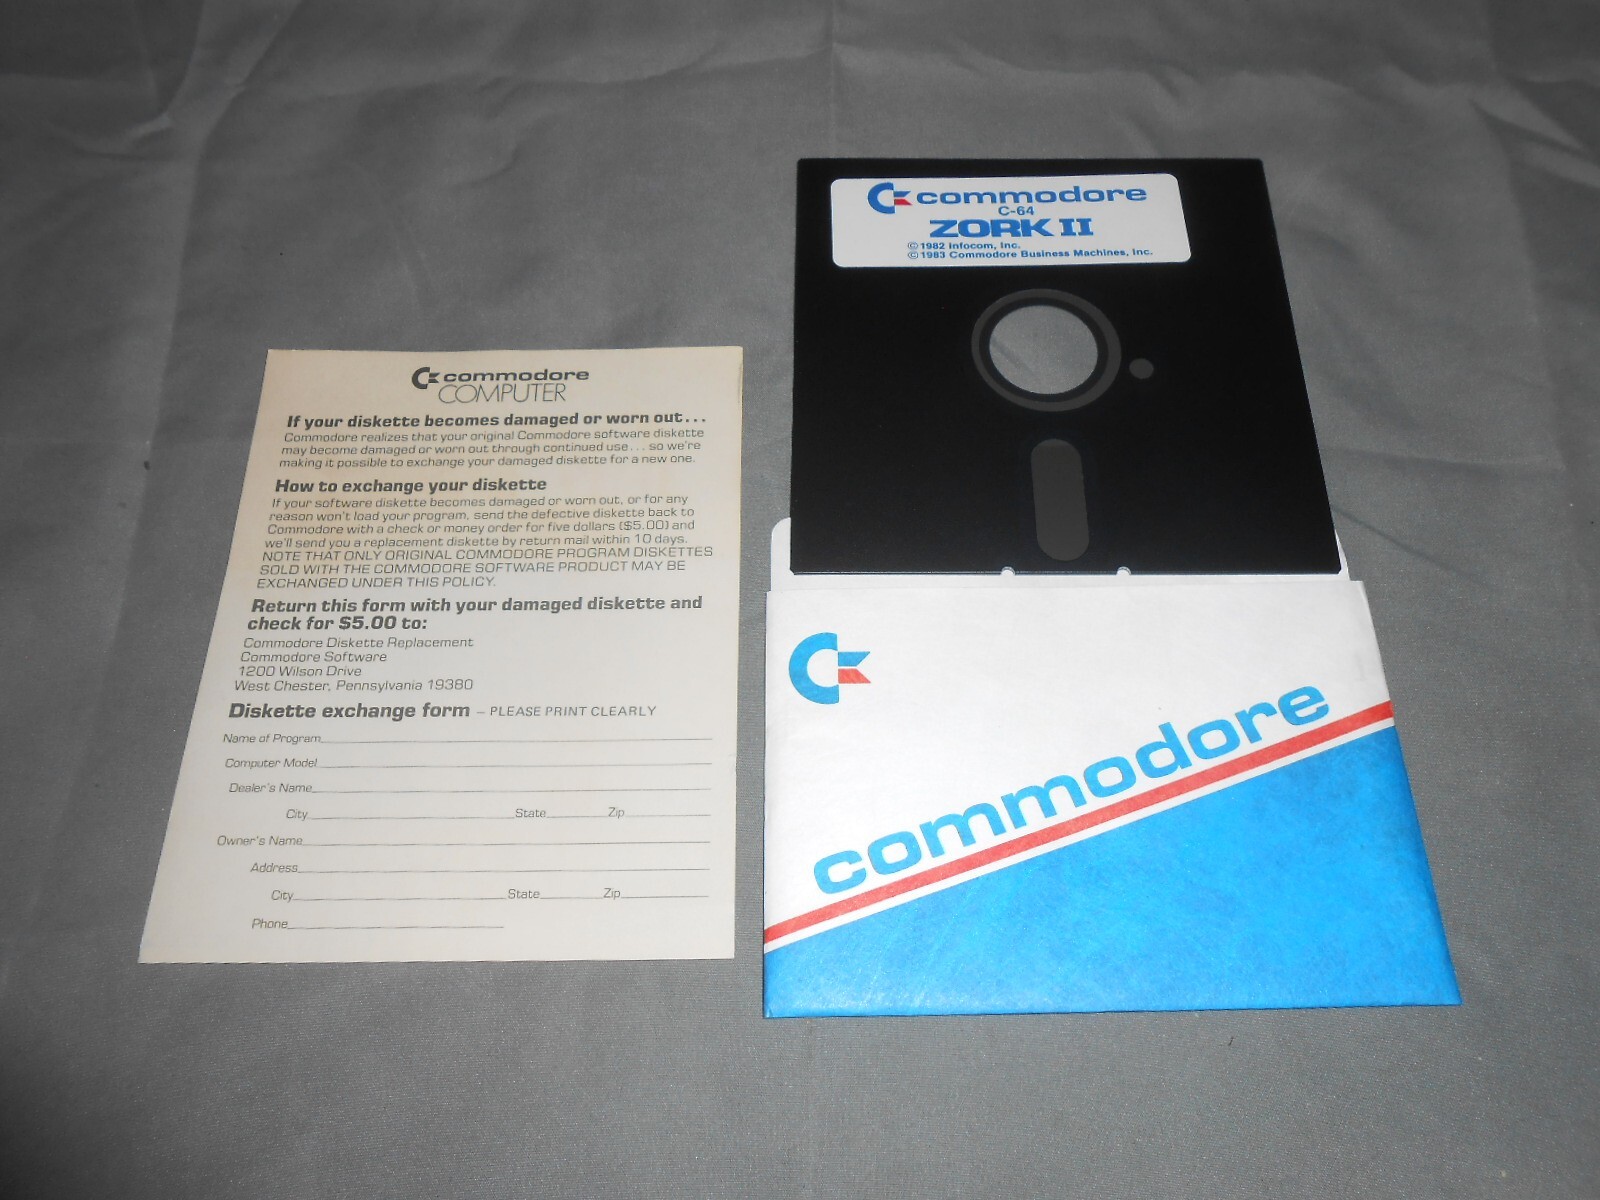 commodore
COMPUTER
If your diskette becomes damaged or worn out...
Commodore realizes that your original Commodore software diskette
may become damaged or worn out through continued use... so we're
making it possible to exchange your damaged diskette for a new one.
How to exchange your diskette
If your software diskette becomes damaged or worn out, or for any
reason won't load your program, send the defective diskette back to
Commodore with a check or money order for five dollars ($5.00) and
we'll send you a replacement diskette by return mail within 10 days.
NOTE THAT ONLY ORIGINAL COMMODORE PROGRAM DISKETTES
SOLD WITH THE COMMODORE SOFTWARE PRODUCT MAY BE
EXCHANGED UNDER THIS POLICY.
Return this form with your damaged diskette and
check for $5.00 to:
Commodore Diskette Replacement
Commodore Software
1200 Wilson Drive
West Chester, Pennsylvania 19380
Diskette exchange form – PLEASE PRINT CLEARLY
Name of Program
Computer Model
Dealer's Name
City State Zip
Owner's Name
Address
City State Zip
Phone
commodore
C-64
ZORK II
© 1982 Infocom, Inc.
© 1983 Commodore Business Machines, Inc.
commodore